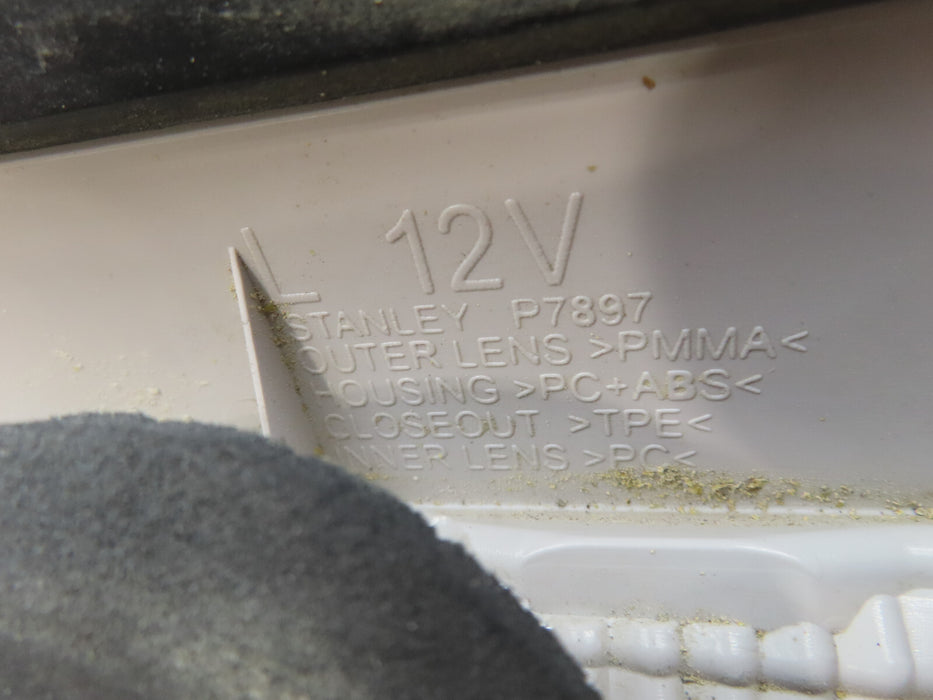 L 12V
STANLEY P7897
OUTER LENS >PMMA<
HOUSING >PC+ABS<
CLOSEOUT >TPE<
INNER LENS >PC<